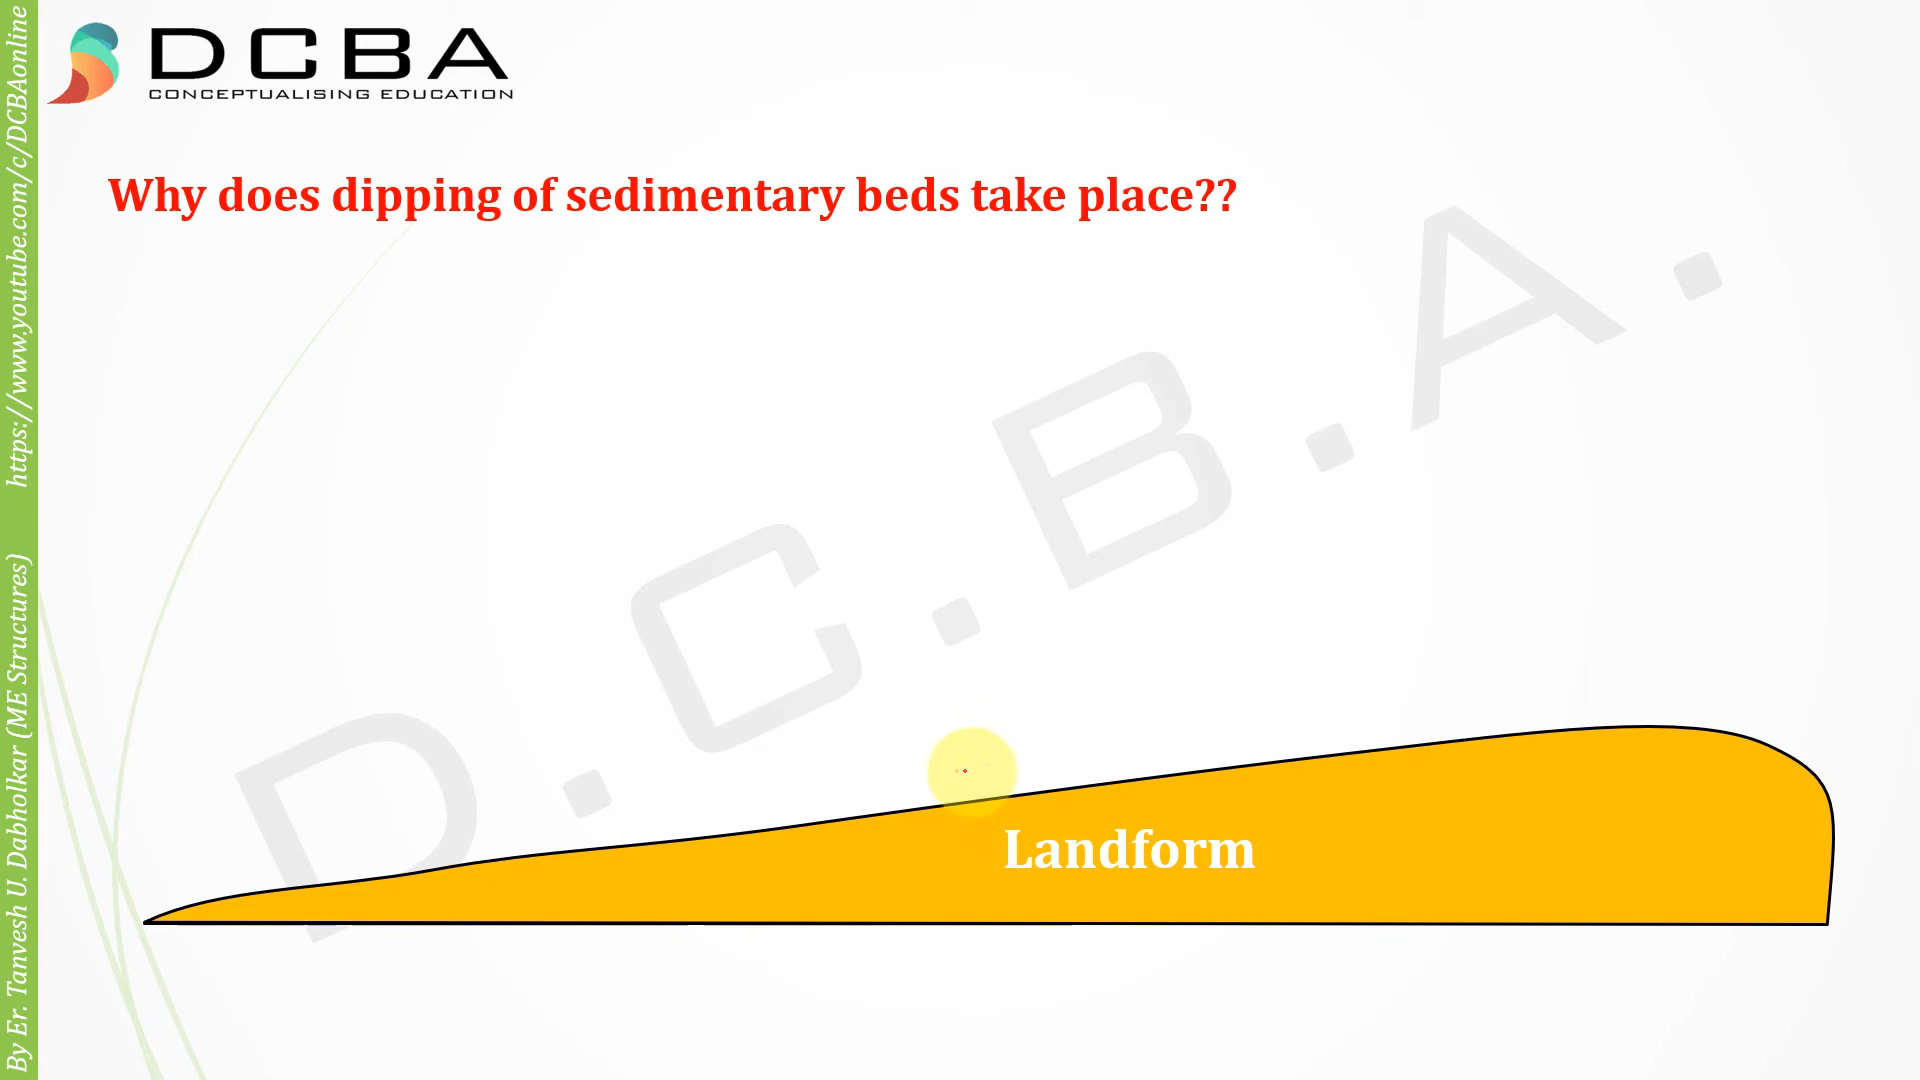 DCBA
CONCEPTUALISING EDUCATION
Why does dipping of sedimentary beds take place??
D.C.B.A.
Landform
By Er. Tanvesh U. Dabholkar (ME Structures) https://www.youtube.com/c/DCBAonline